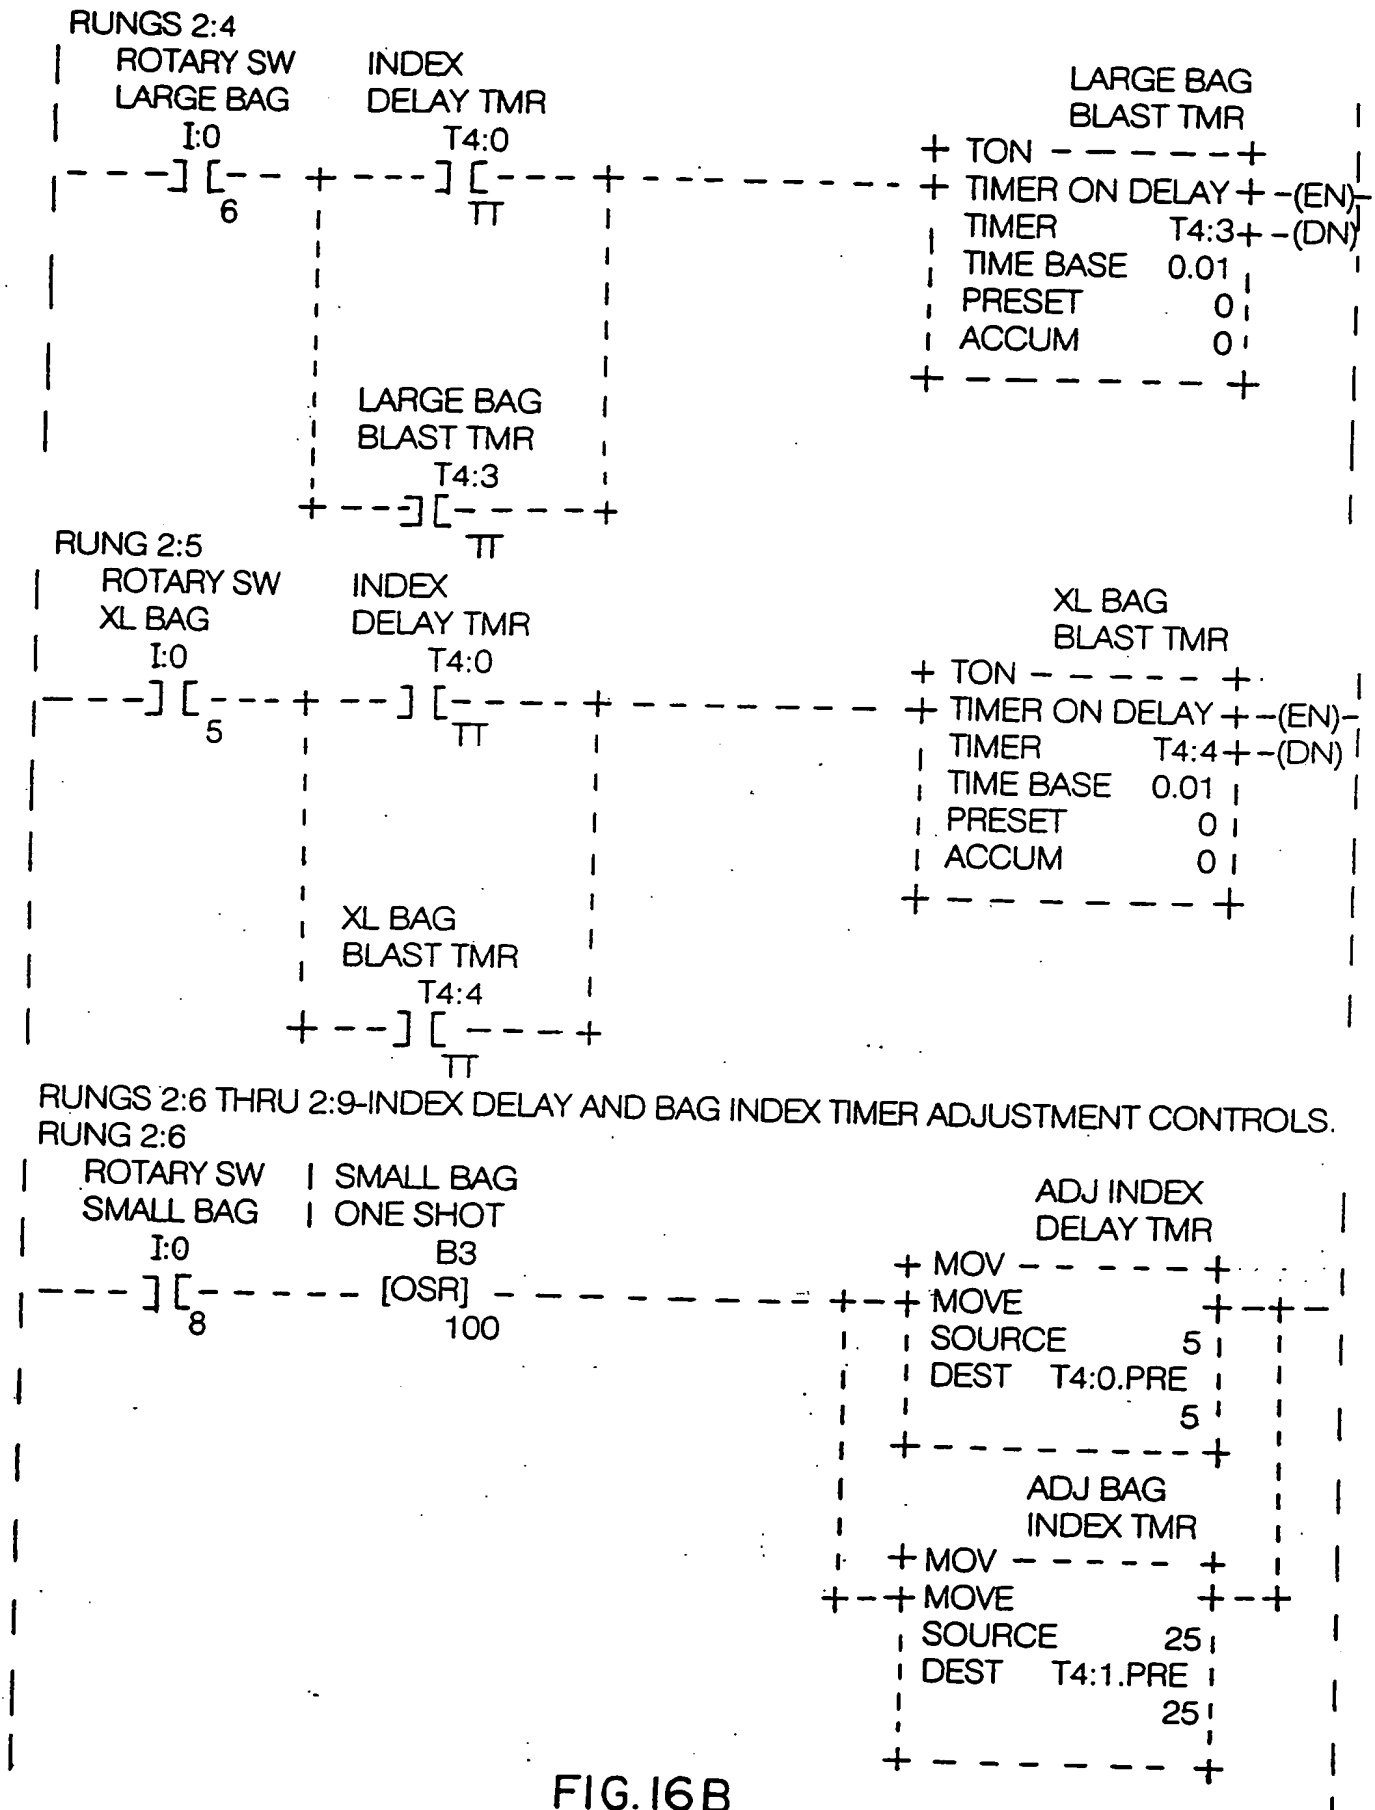 RUNGS 2:4
ROTARY SW INDEX
LARGE BAG DELAY TMR
I:0 T4:0
LARGE BAG
BLAST TMR
] [ ] [
6 TT
+ TON - - - - - - +
+ TIMER ON DELAY + -(EN)-
TIMER T4:3+ -(DN)
TIME BASE 0.01
PRESET 0
ACCUM 0
LARGE BAG
BLAST TMR
T4:3
] [
TT
RUNG 2:5
ROTARY SW INDEX
XL BAG DELAY TMR
I:0 T4:0
XL BAG
BLAST TMR
] [ ] [
5 TT
+ TON - - - - - - +
+ TIMER ON DELAY + -(EN)-
TIMER T4:4+ -(DN)
TIME BASE 0.01
PRESET 0
ACCUM 0
XL BAG
BLAST TMR
T4:4
] [
TT
RUNGS 2:6 THRU 2:9-INDEX DELAY AND BAG INDEX TIMER ADJUSTMENT CONTROLS.
RUNG 2:6
ROTARY SW | SMALL BAG
SMALL BAG | ONE SHOT
I:0 B3
] [ [OSR]
8 100
ADJ INDEX
DELAY TMR
+ MOV - - - - - - +
+ MOVE
SOURCE 5
DEST T4:0.PRE
5
ADJ BAG
INDEX TMR
+ MOV - - - - - +
+ MOVE
SOURCE 25
DEST T4:1.PRE
25
FIG.16B